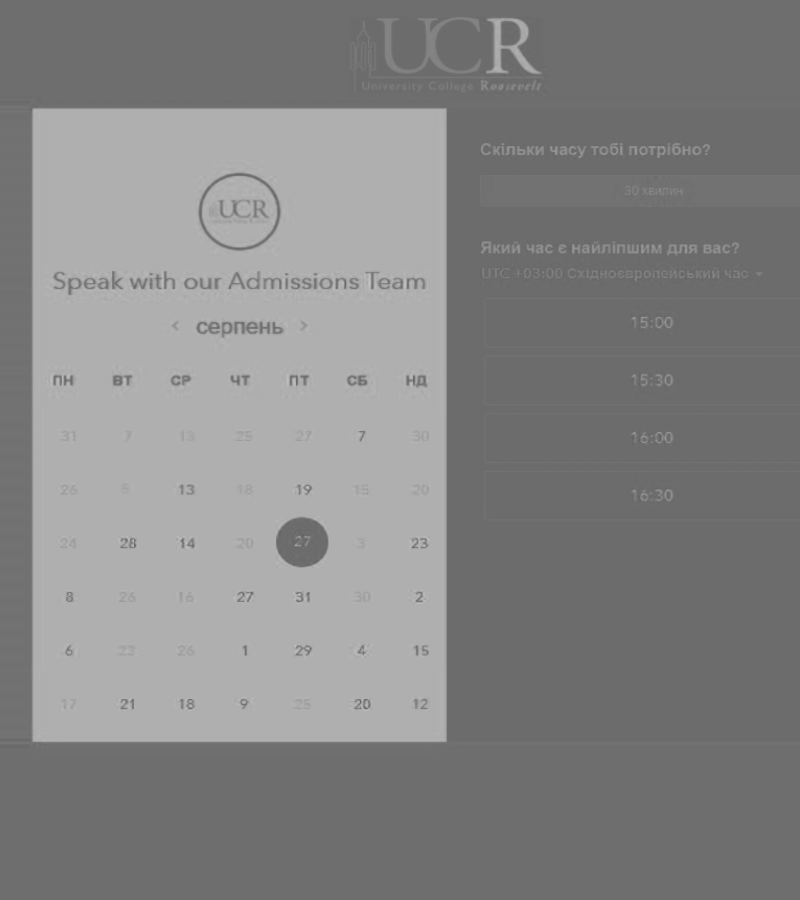 UCR
University College Roosevelt
UCR
Speak with our Admissions Team
< серпень >
ПН ВТ СР ЧТ ПТ СБ НД
31 7 13 25 27 7 30
26 13 18 19 15 20
24 28 14 20 27 3 23
8 26 16 27 31 30 2
6 23 26 1 29 4 15
17 21 18 9 25 20 12
Скільки часу тобі потрібно?
30 хвилин
Який час є найліпшим для вас?
UTC +03:00 Східноєвропейський час
15:00
15:30
16:00
16:30